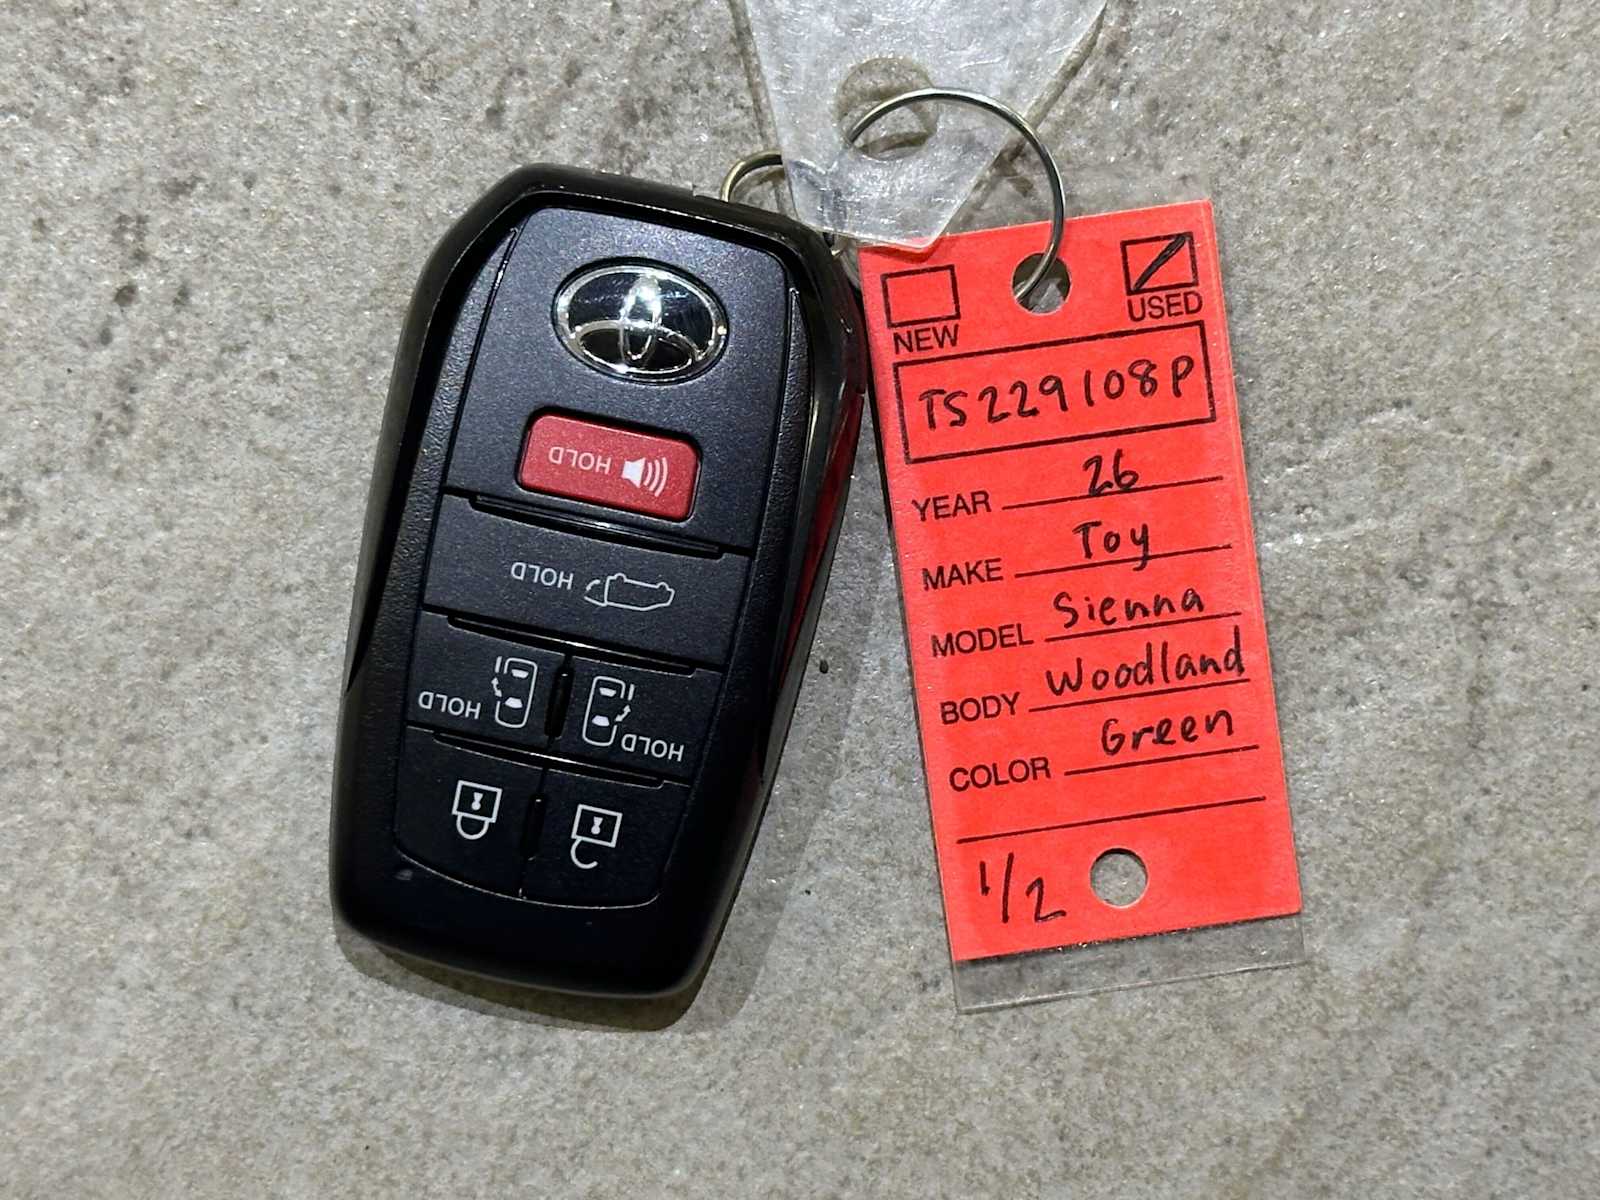 HOLD
HOLD
HOLD
HOLD
NEW
USED
TS229108P
YEAR 26
MAKE Toy
MODEL Sienna
BODY Woodland
COLOR Green
1/2